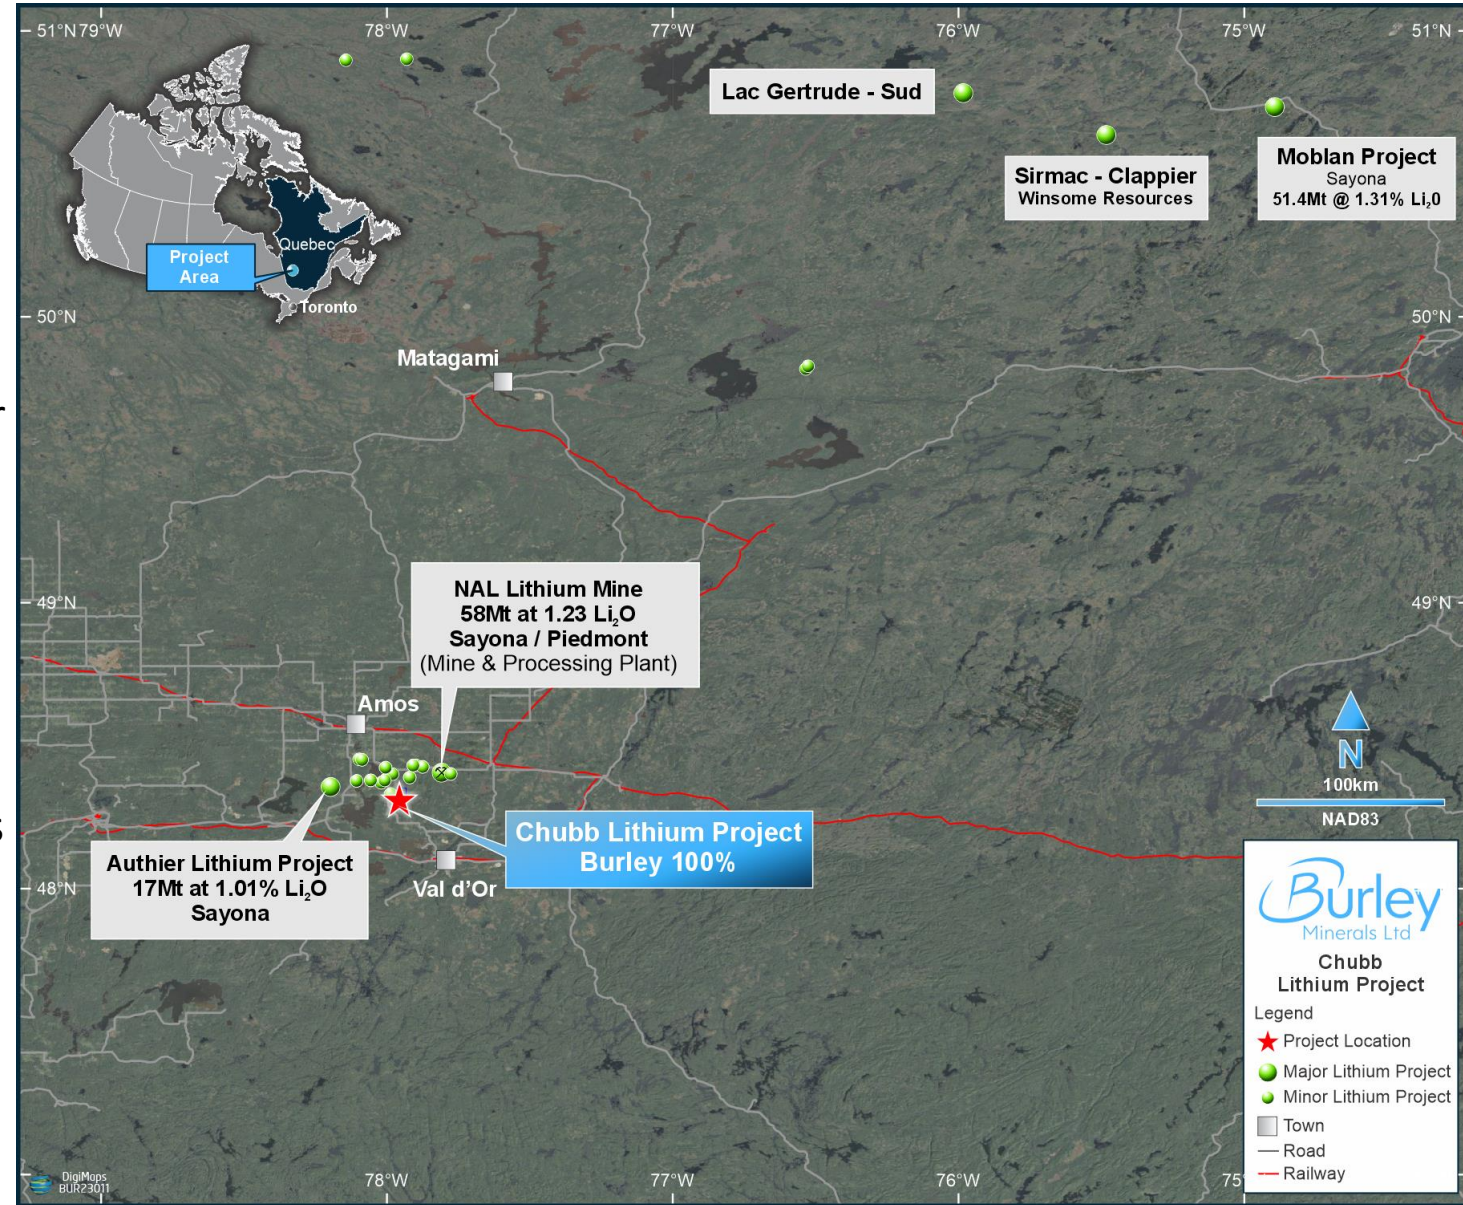 51°N
79°W
78°W
77°W
76°W
75°W
51°N
Lac Gertrude - Sud
Sirmac - Clappier
Winsome Resources
Moblan Project
Sayona
51.4Mt @ 1.31% Li₂0
Quebec
Project
Area
Toronto
50°N
50°N
Matagami
49°N
49°N
NAL Lithium Mine
58Mt at 1.23 Li₂O
Sayona / Piedmont
(Mine & Processing Plant)
Amos
N
100km
NAD83
Chubb Lithium Project
Burley 100%
Authier Lithium Project
17Mt at 1.01% Li₂O
Sayona
Val d'Or
48°N
Burley
Minerals Ltd
Chubb
Lithium Project
Legend
Project Location
Major Lithium Project
Minor Lithium Project
Town
Road
Railway
DigiMaps
BUR23011
78°W
77°W
76°W
75
r
s